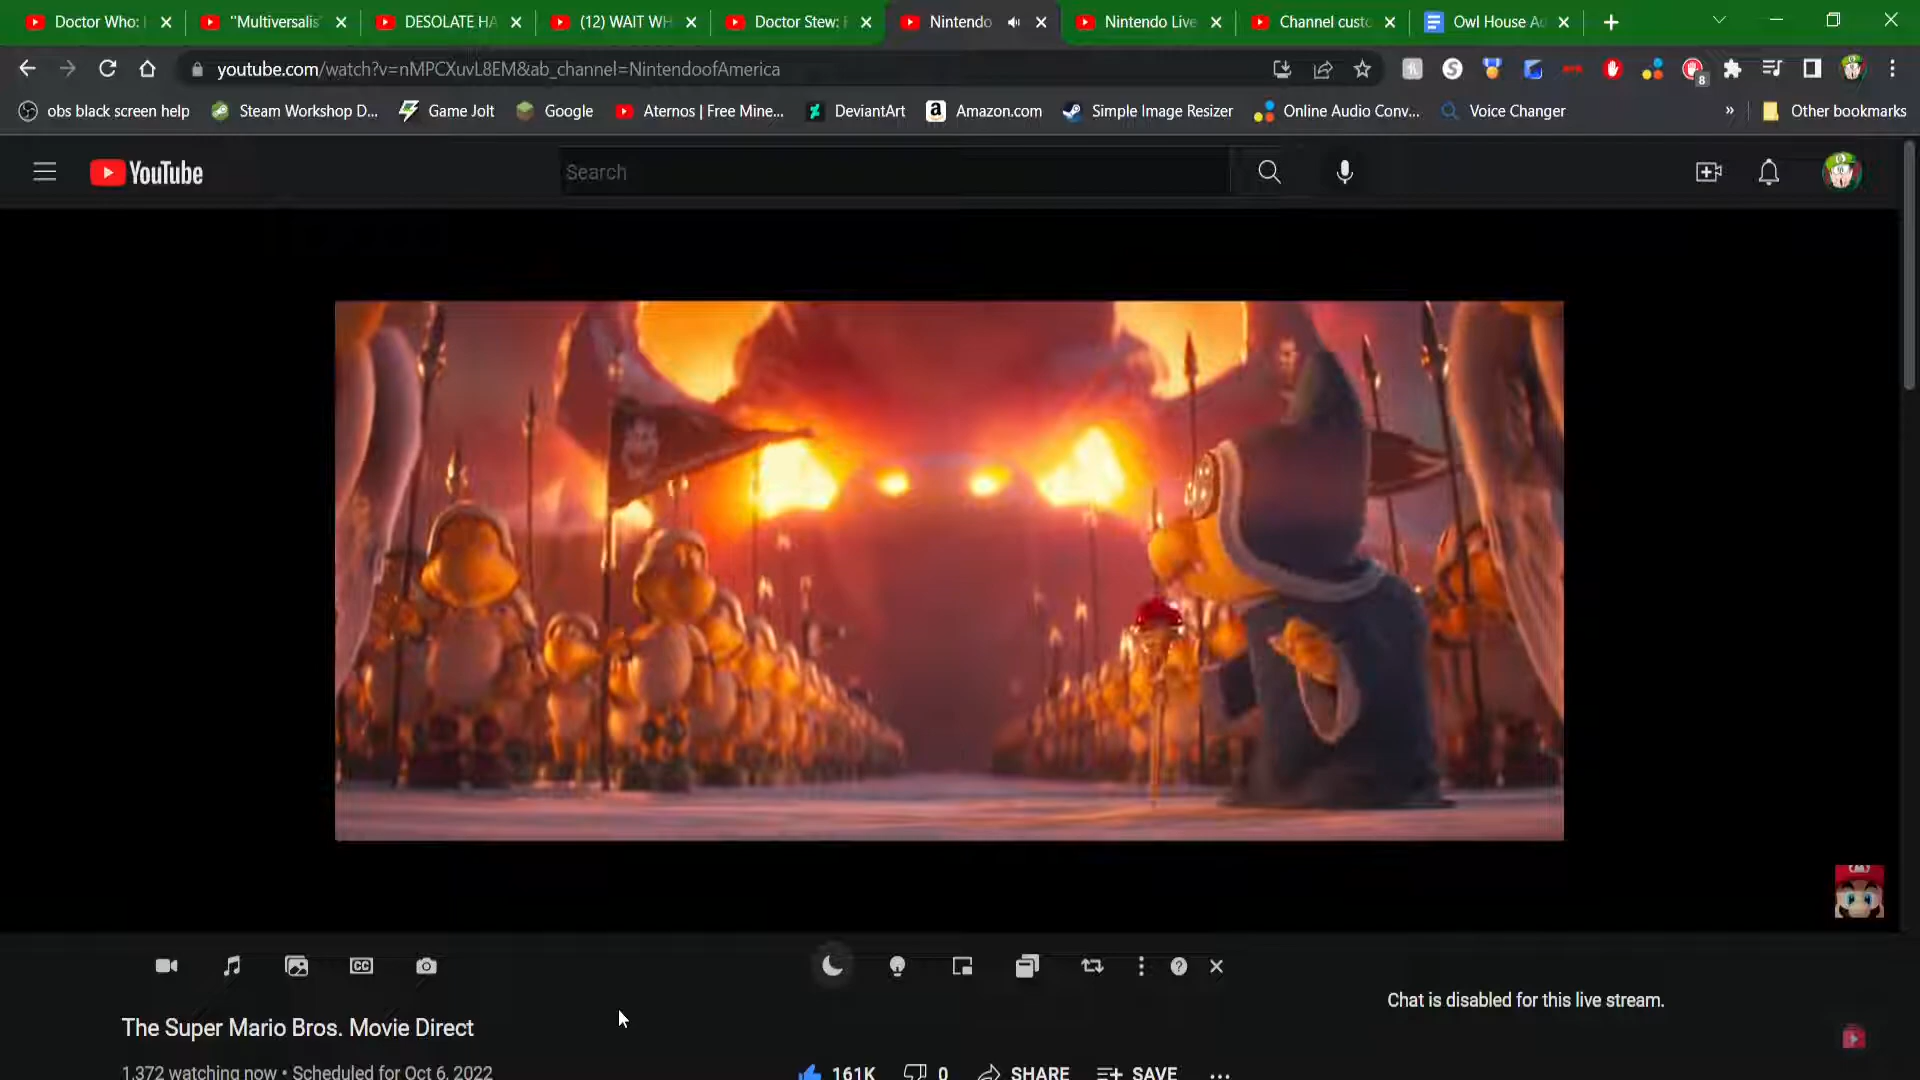 Doctor Who: "Multiversalis DESOLATE HA (12) WAIT WH Doctor Stew: Nintendo Nintendo Live Channel custo Owl House A
youtube.com/watch?v=nMPCXuvL8EM&ab_channel=NintendoofAmerica
8
obs black screen help Steam Workshop D... Game Jolt Google Aternos | Free Mine... DeviantArt Amazon.com Simple Image Resizer Online Audio Conv... Voice Changer » Other bookmarks
YouTube Search
CC
Chat is disabled for this live stream.
The Super Mario Bros. Movie Direct
1,372 watching now • Scheduled for Oct 6, 2022 161K 0 SHARE SAVE